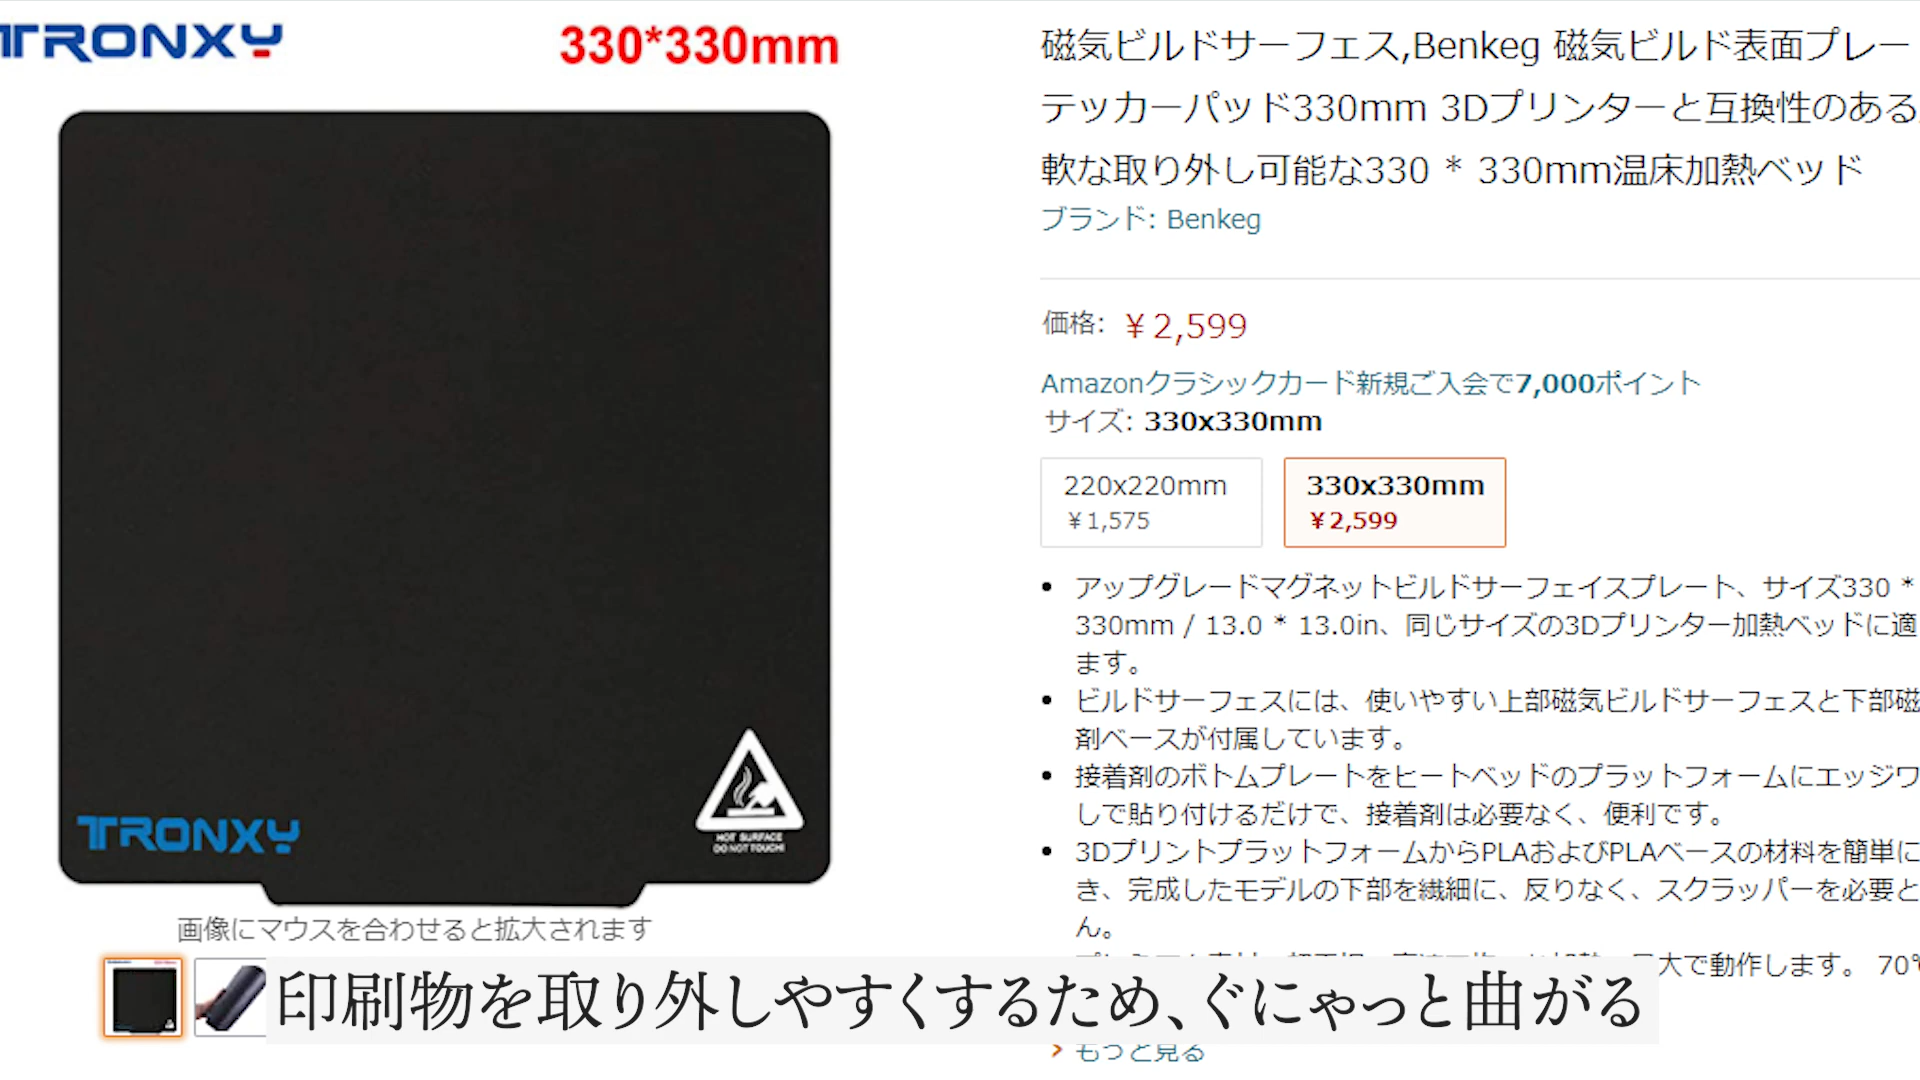 TRONXY
330*330mm
TRONXY
HOT SURFACE
DO NOT TOUCH!
画像にマウスを合わせると拡大されます
磁気ビルドサーフェス,Benkeg 磁気ビルド表面プレー
テッカーパッド330mm 3Dプリンターと互換性のある
軟な取り外し可能な330 * 330mm温床加熱ベッド
ブランド: Benkeg
価格: ￥2,599
Amazonクラシックカード新規ご入会で7,000ポイント
サイズ: 330x330mm
220x220mm
￥1,575
330x330mm
￥2,599
• アップグレードマグネットビルドサーフェイスプレート、サイズ330 *
330mm / 13.0 * 13.0in、同じサイズの3Dプリンター加熱ベッドに適
ます。
• ビルドサーフェスには、使いやすい上部磁気ビルドサーフェスと下部磁
剤ベースが付属しています。
• 接着剤のボトムプレートをヒートベッドのプラットフォームにエッジワ
しで貼り付けるだけで、接着剤は必要なく、便利です。
• 3DプリントプラットフォームからPLAおよびPLAベースの材料を簡単に
き、完成したモデルの下部を繊細に、反りなく、スクラッパーを必要と
ん。
大で動作します。 70℃
印刷物を取り外しやすくするため、ぐにゃっと曲がる
もっと見る